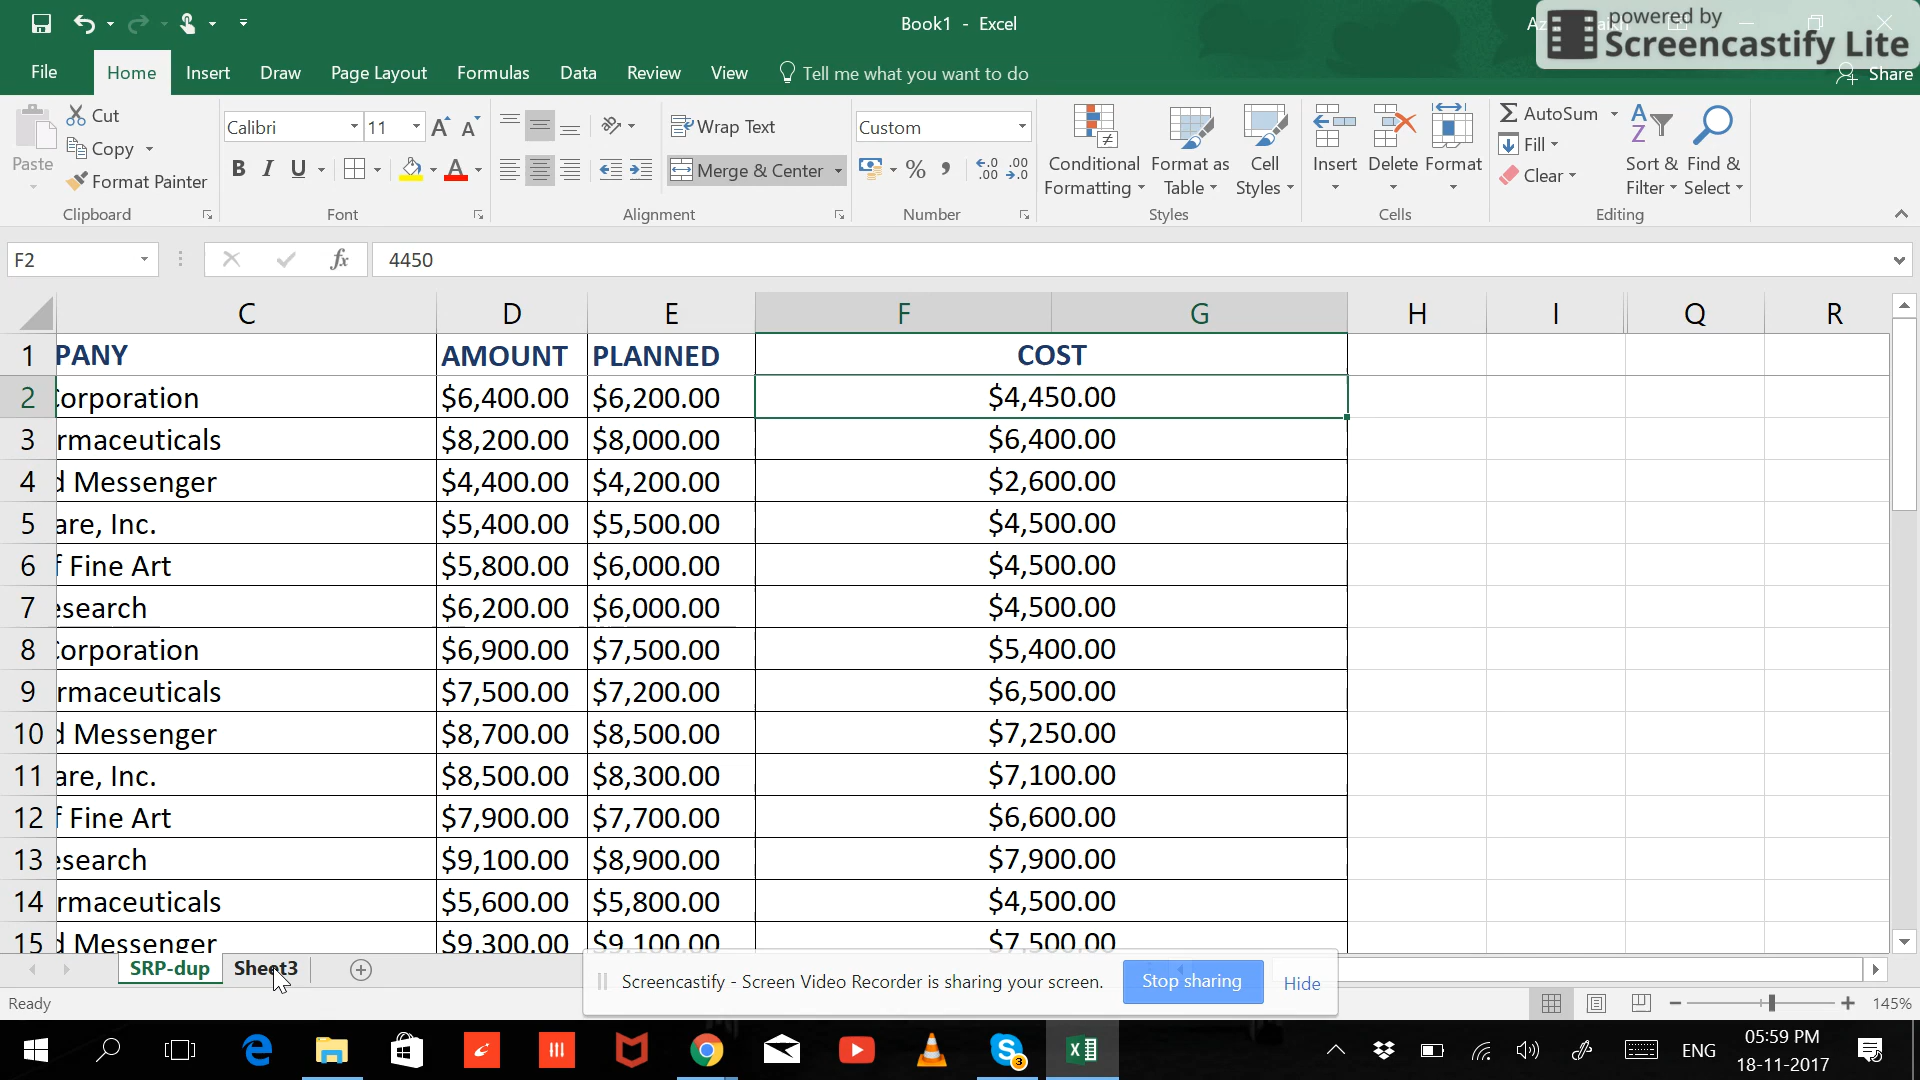 Book1 - Excel
powered by
Screencastify Lite
File Home Insert Draw Page Layout Formulas Data Review View Tell me what you want to do Share
Paste
Cut
Copy
Format Painter
Clipboard
Calibri 11
B I U
Font
Wrap Text
Merge & Center
Alignment
Custom
Number
Conditional Formatting
Format as Table
Cell Styles
Styles
Insert Delete Format
Cells
AutoSum
Fill
Clear
Sort & Filter
Find & Select
Editing
F2 fx 4450
C D E F G H I Q R
1 PANY AMOUNT PLANNED COST
2 orporation $6,400.00 $6,200.00 $4,450.00
3 rmaceuticals $8,200.00 $8,000.00 $6,400.00
4 d Messenger $4,400.00 $4,200.00 $2,600.00
5 are, Inc. $5,400.00 $5,500.00 $4,500.00
6 f Fine Art $5,800.00 $6,000.00 $4,500.00
7 esearch $6,200.00 $6,000.00 $4,500.00
8 orporation $6,900.00 $7,500.00 $5,400.00
9 rmaceuticals $7,500.00 $7,200.00 $6,500.00
10 d Messenger $8,700.00 $8,500.00 $7,250.00
11 are, Inc. $8,500.00 $8,300.00 $7,100.00
12 f Fine Art $7,900.00 $7,700.00 $6,600.00
13 esearch $9,100.00 $8,900.00 $7,900.00
14 rmaceuticals $5,600.00 $5,800.00 $4,500.00
15 d Messenger $9,300.00 $9,100.00 $7,500.00
SRP-dup Sheet3
Screencastify - Screen Video Recorder is sharing your screen. Stop sharing Hide
Ready 145%
3
ENG
05:59 PM
18-11-2017